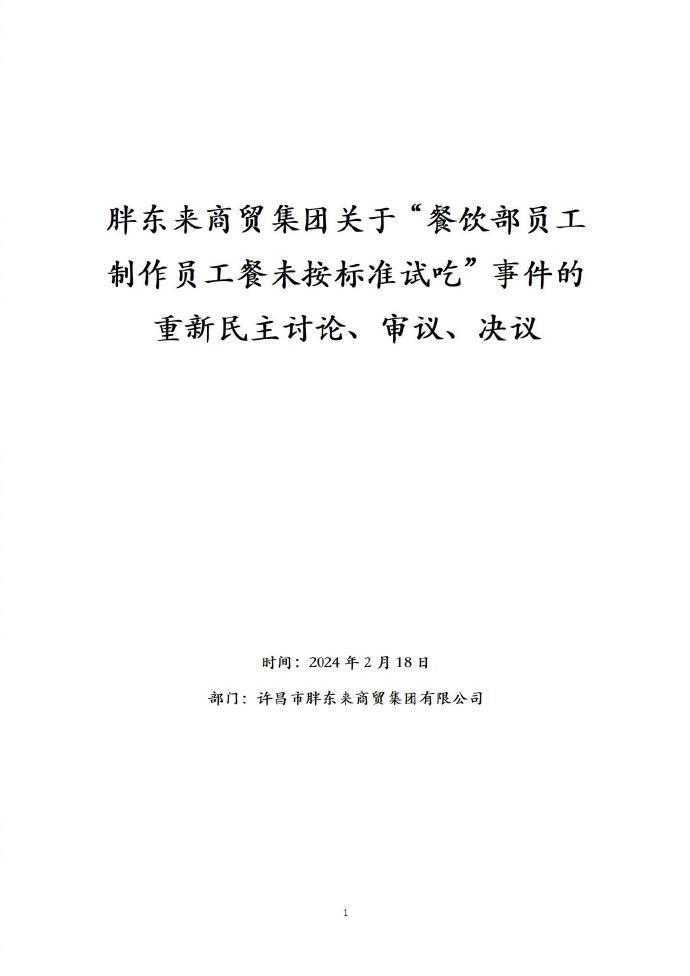 胖东来商贸集团关于“餐饮部员工
制作员工餐未按标准试吃”事件的
重新民主讨论、审议、决议
时间：2024 年 2 月 18 日
部门：许昌市胖东来商贸集团有限公司
1